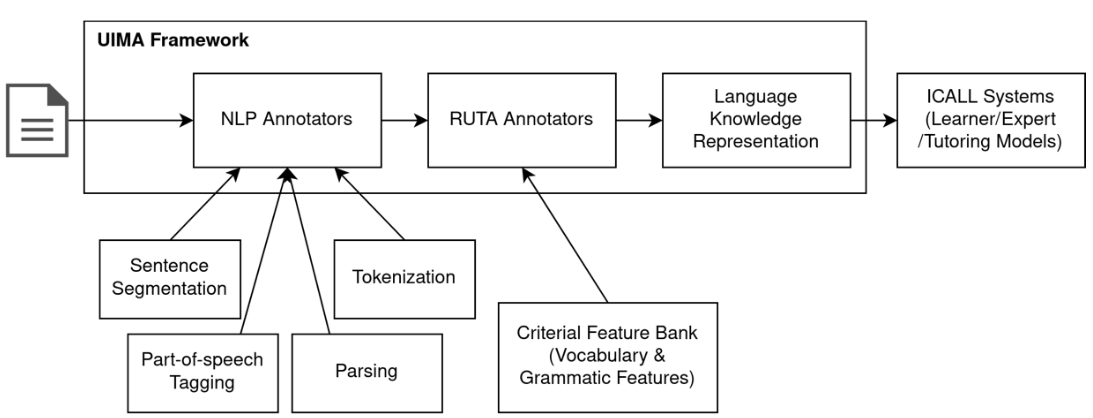 UIMA Framework
NLP Annotators
RUTA Annotators
Language
Knowledge
Representation
ICALL Systems
(Learner/Expert
/Tutoring Models)
Sentence
Segmentation
Tokenization
Part-of-speech
Tagging
Parsing
Criterial Feature Bank
(Vocabulary &
Grammatic Features)